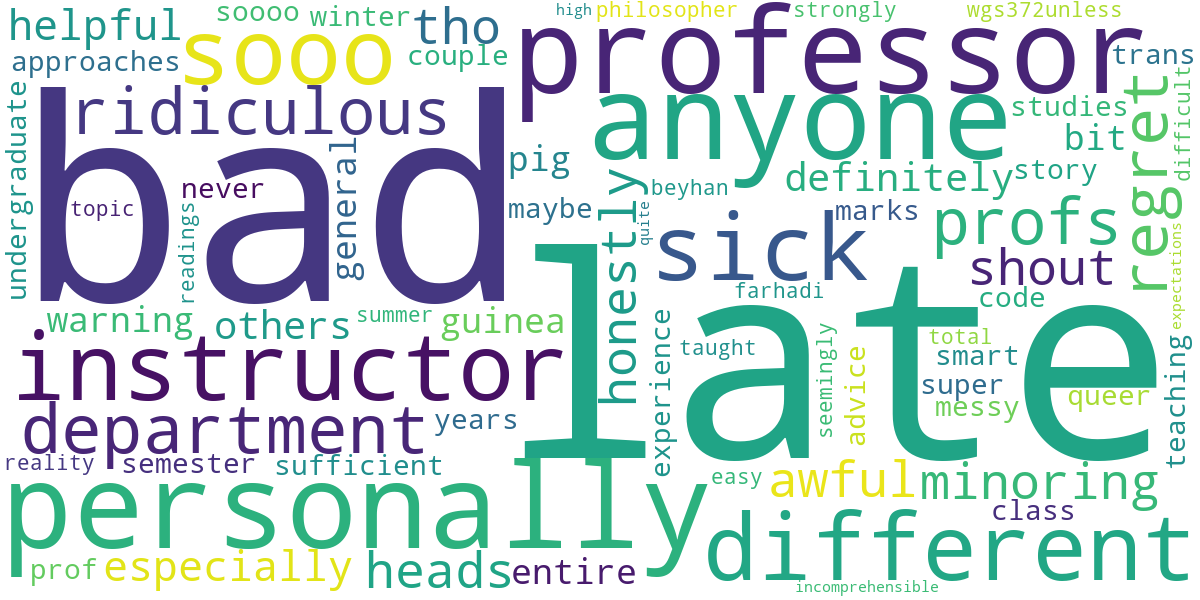 high philosopher strongly wgs372unless
soooo winter
helpful sooo tho professor
approaches couple trans
ridiculous anyone studies regret difficult
undergraduate bad general pig bit
definitely story
never honestly beyhan
topic readings maybe quite sick marks profs
shout expectations
farhadi code
warning others summer guinea late
instructor experience taught seemingly advice total
smart teaching
super queer
department years messy
reality semester sufficient
personally easy awful minoring
class
different
prof especially heads entire
incomprehensible